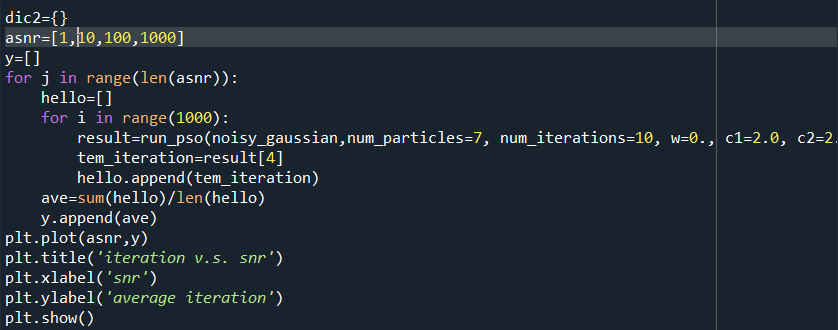 dic2={}
asnr=[1,10,100,1000]
y=[]
for j in range(len(asnr)):
    hello=[]
    for i in range(1000):
        result=run_pso(noisy_gaussian,num_particles=7, num_iterations=10, w=0., c1=2.0, c2=2.
        tem_iteration=result[4]
        hello.append(tem_iteration)
    ave=sum(hello)/len(hello)
    y.append(ave)
plt.plot(asnr,y)
plt.title('iteration v.s. snr')
plt.xlabel('snr')
plt.ylabel('average iteration')
plt.show()